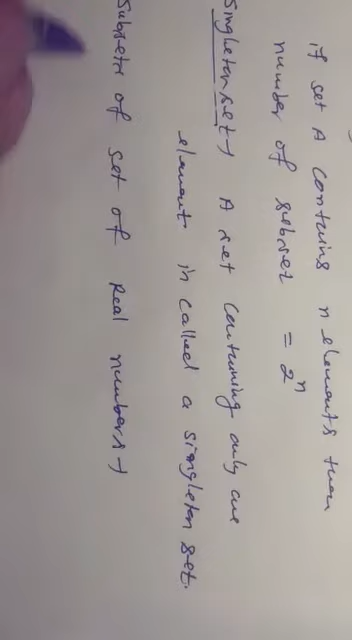 if set A contains n elements then
number of subset = 2ⁿ
Singleton set → A set containing only one
element is called a singleton set.
Subsets of set of Real numbers →